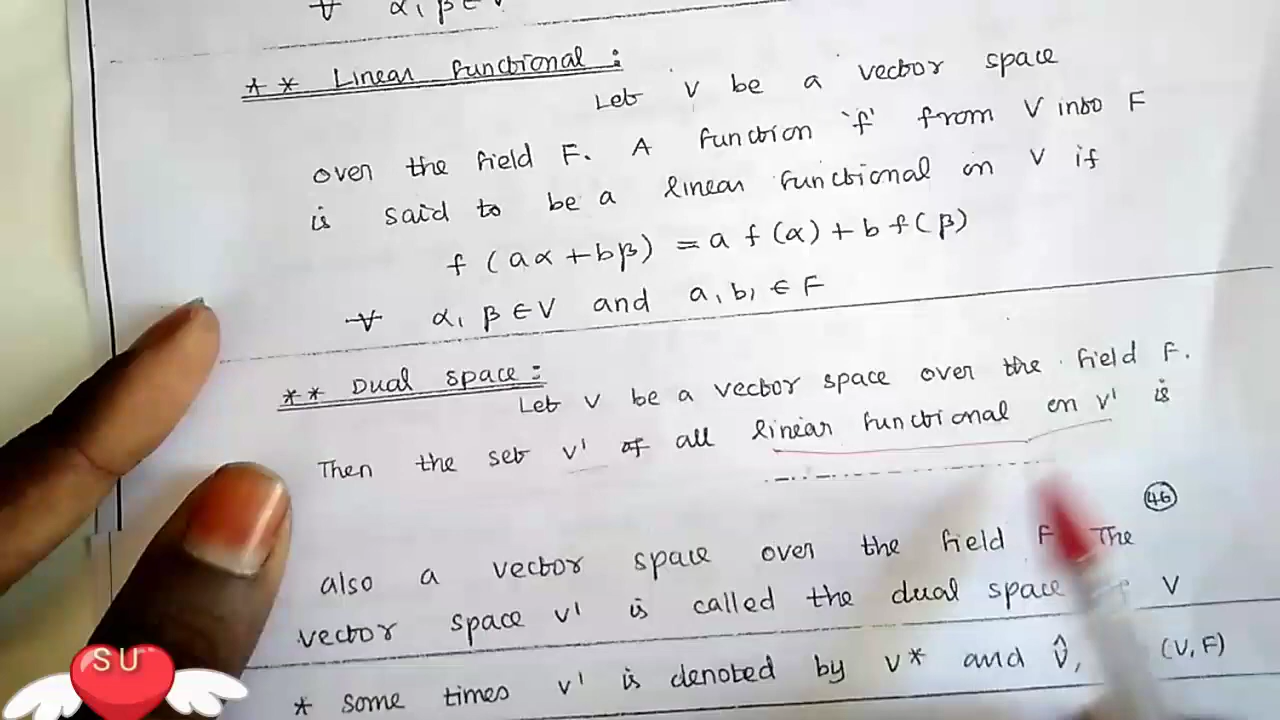 ∀ α, β ∈ V
** Linear functional :
Let V be a vector space
over the field F. A function 'f' from V into F
is said to be a linear functional on V if
f (aα + bβ) = a f(α) + b f(β)
∀ α, β ∈ V and a, b, ∈ F
** Dual space :
Let V be a vector space over the field F.
Then the set V' of all linear functional on V' is
46
also a vector space over the field F The
vector space V' is called the dual space V
* some times V' is denoted by V* and V̂, (V, F)
SU